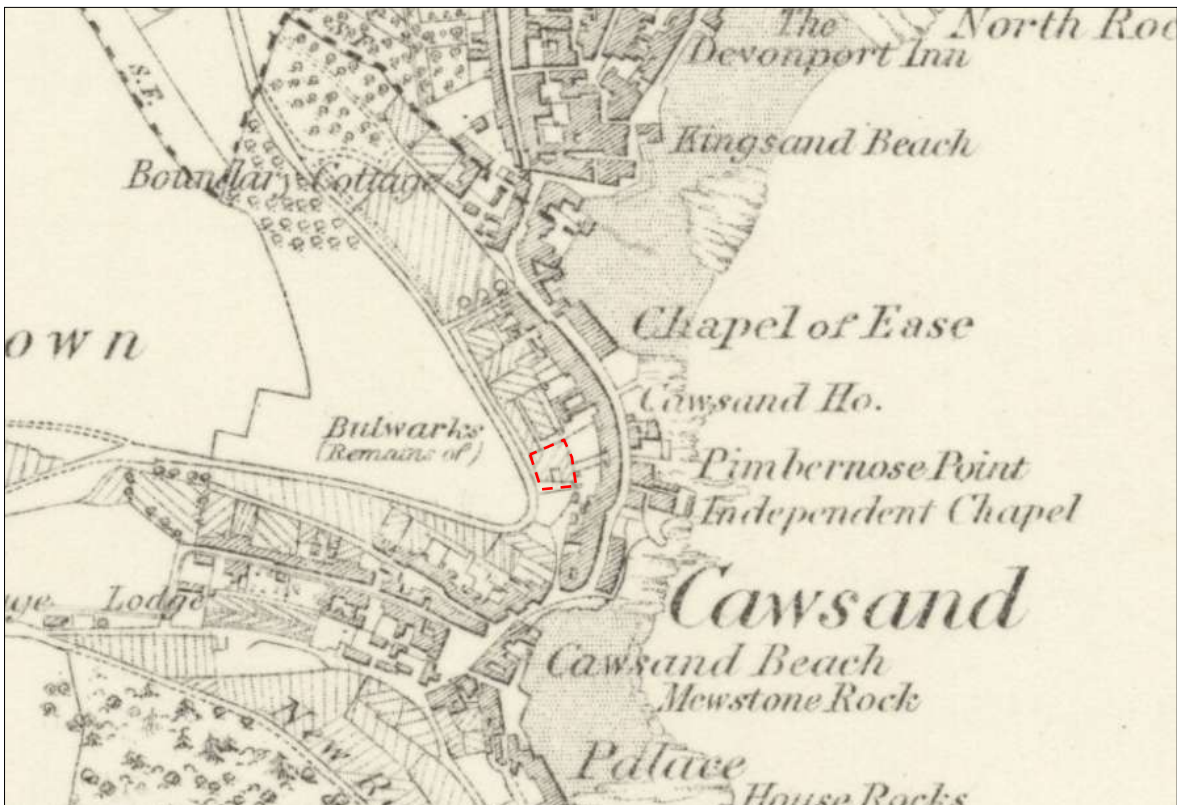 The
Devonport Inn
North Roc
S.F.
S.F.
Kingsand Beach
Boundary Cottage
Chapel of Ease
OWN
Cawsand Ho.
Bulwarks
(Remains of)
Pimbernose Point
Independent Chapel
Lodge
Cawsand
Cawsand Beach
Mewstone Rock
New R
Palace
House Rocks